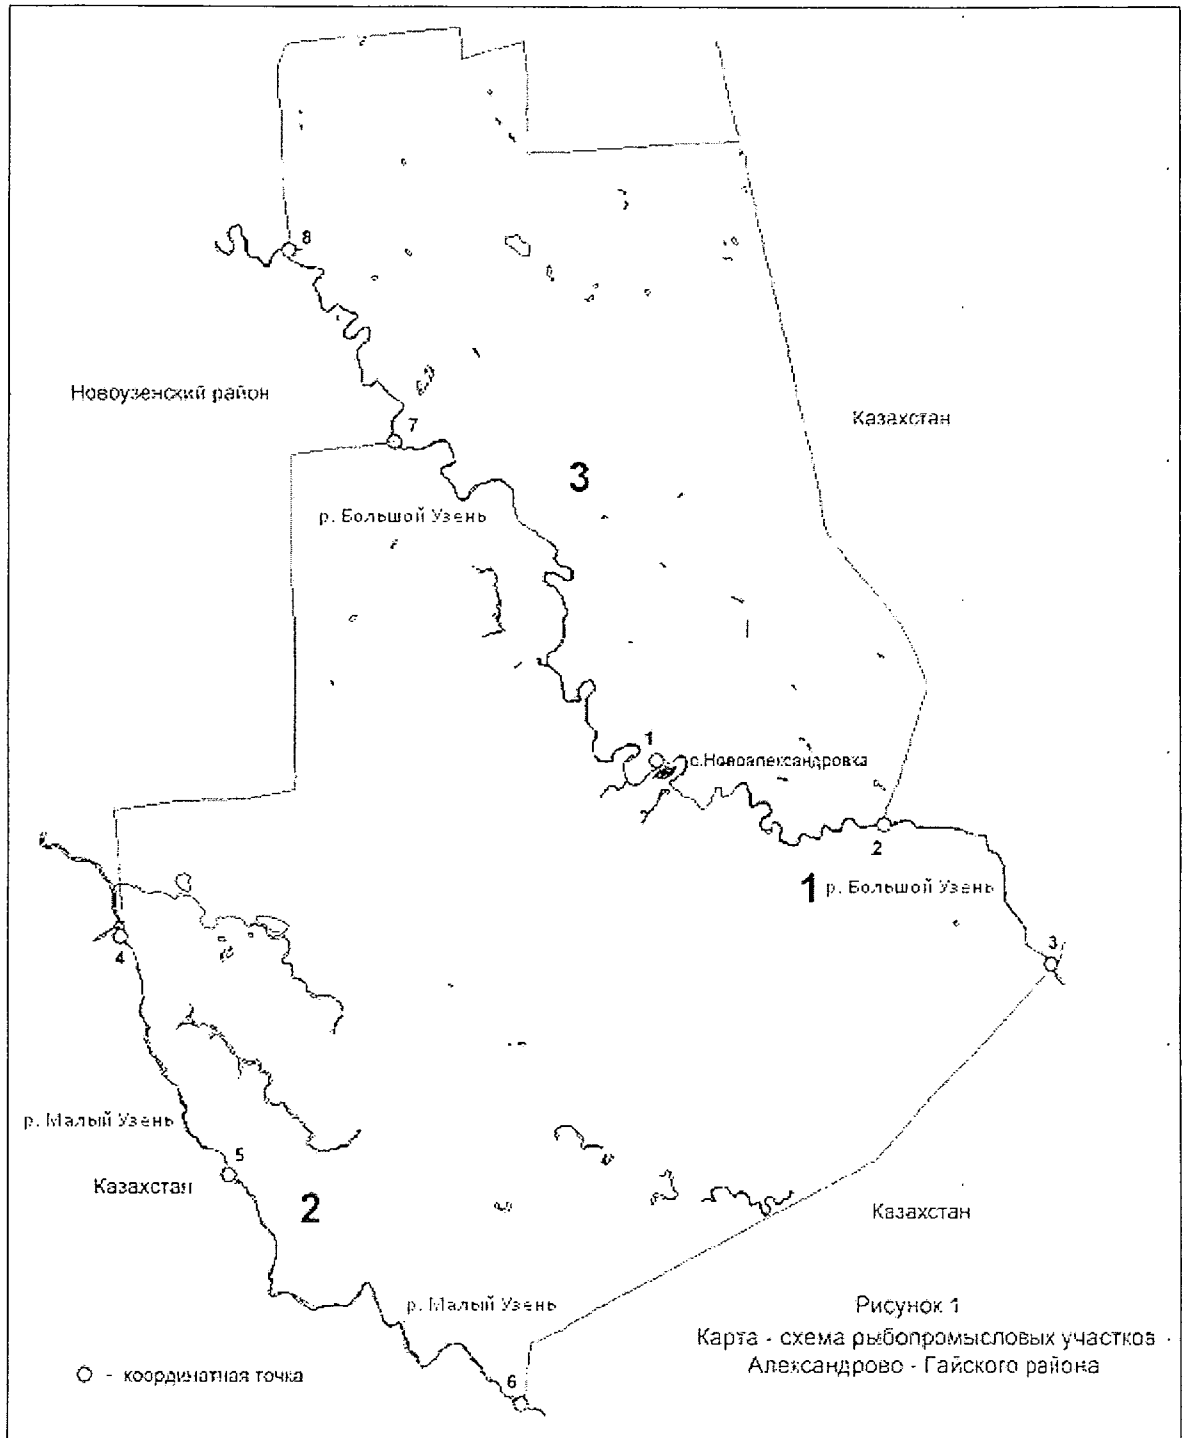 8
Новоузенский район
Казахстан
7
3
р. Большой Узень
1
с.Новоалександровка
2
1 р. Большой Узень
3
4
р. Малый Узень
5
Казахстан
2
Казахстан
р. Малый Узень
Рисунок 1
Карта - схема рыбопромысловых участков
Александрово - Гайского района
6
- координатная точка